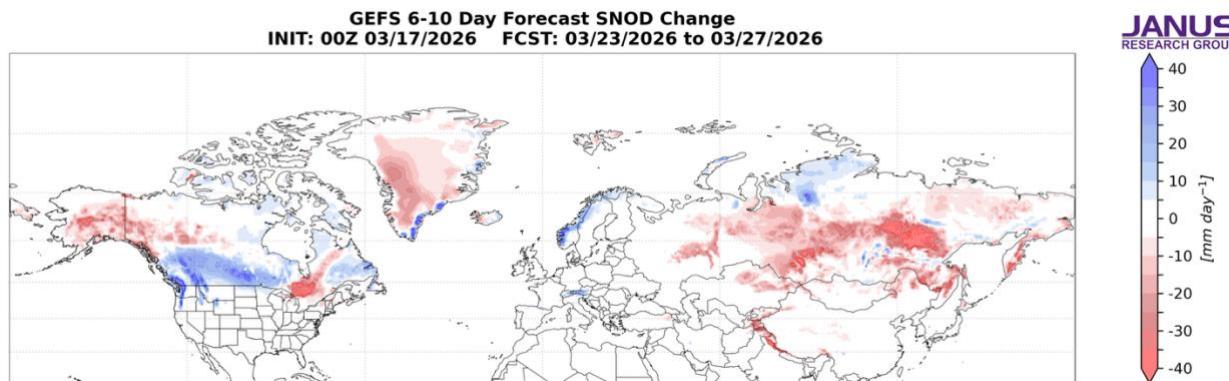 GEFS 6-10 Day Forecast SNOD Change
INIT: 00Z 03/17/2026 FCST: 03/23/2026 to 03/27/2026
JANUS
RESEARCH GROU
40
30
20
10
0
-10
-20
-30
-40
[mm day⁻¹]